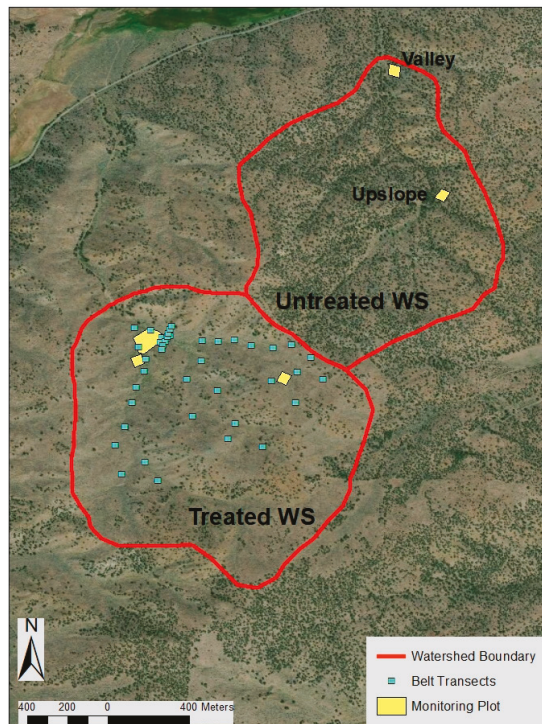 Valley
Upslope
Untreated WS
Treated WS
N
400 200 0 400 Meters
Watershed Boundary
Belt Transects
Monitoring Plot